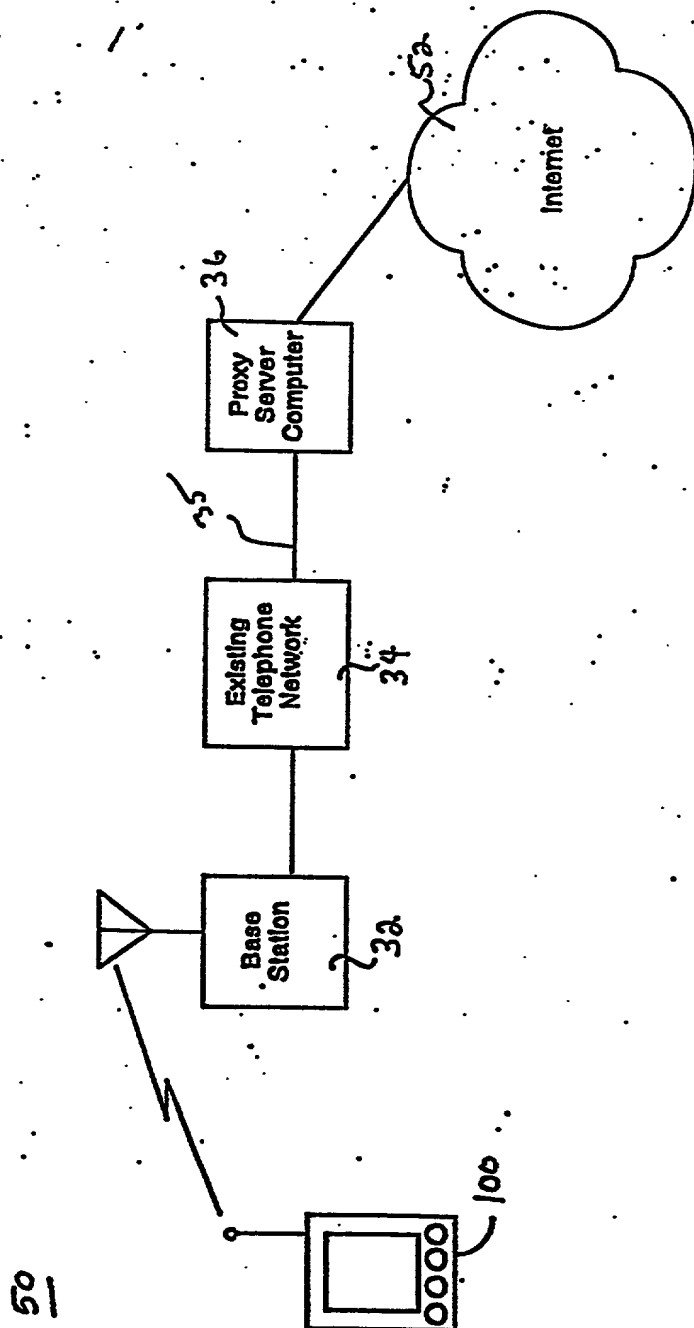 50
100
Base
Station
32
Existing
Telephone
Network
34
35
Proxy
Server
Computer
36
Internet
52